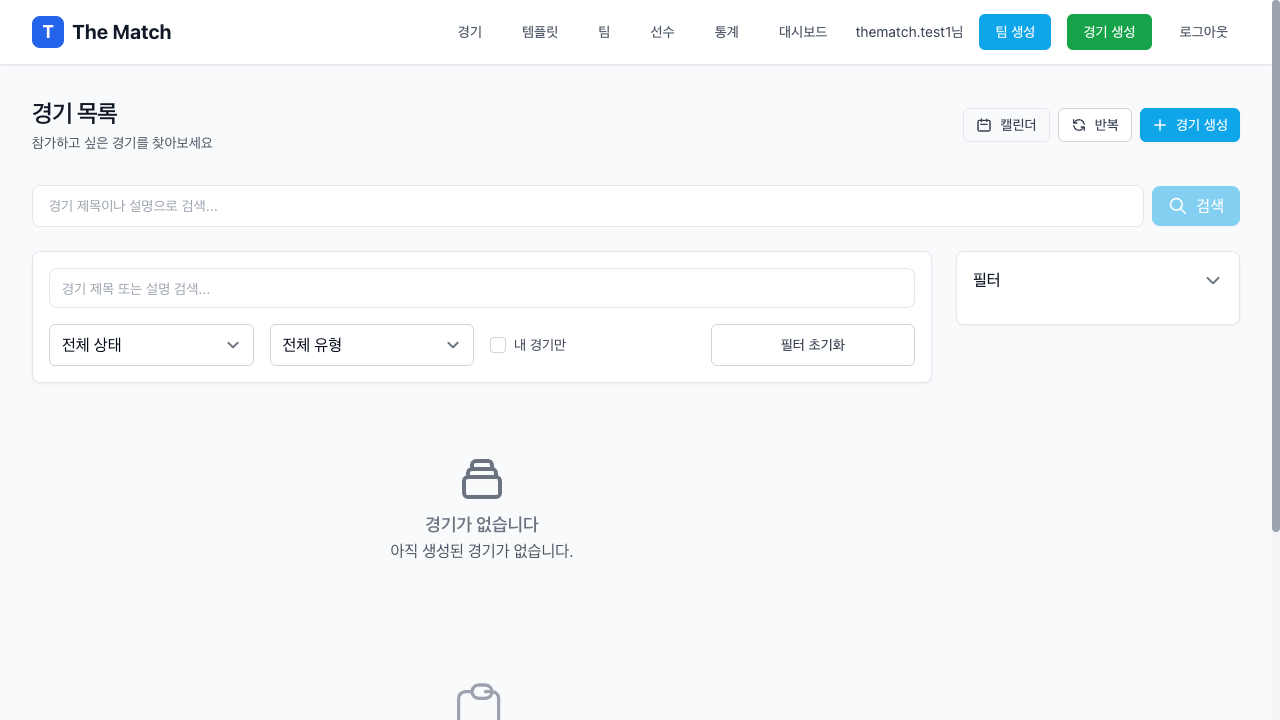 T The Match
경기 템플릿 팀 선수 통계 대시보드 thematch.test1님 팀 생성 경기 생성 로그아웃
경기 목록
참가하고 싶은 경기를 찾아보세요
캘린더 반복 경기 생성
경기 제목이나 설명으로 검색...
검색
경기 제목 또는 설명 검색...
필터
전체 상태 전체 유형 내 경기만 필터 초기화
경기가 없습니다
아직 생성된 경기가 없습니다.